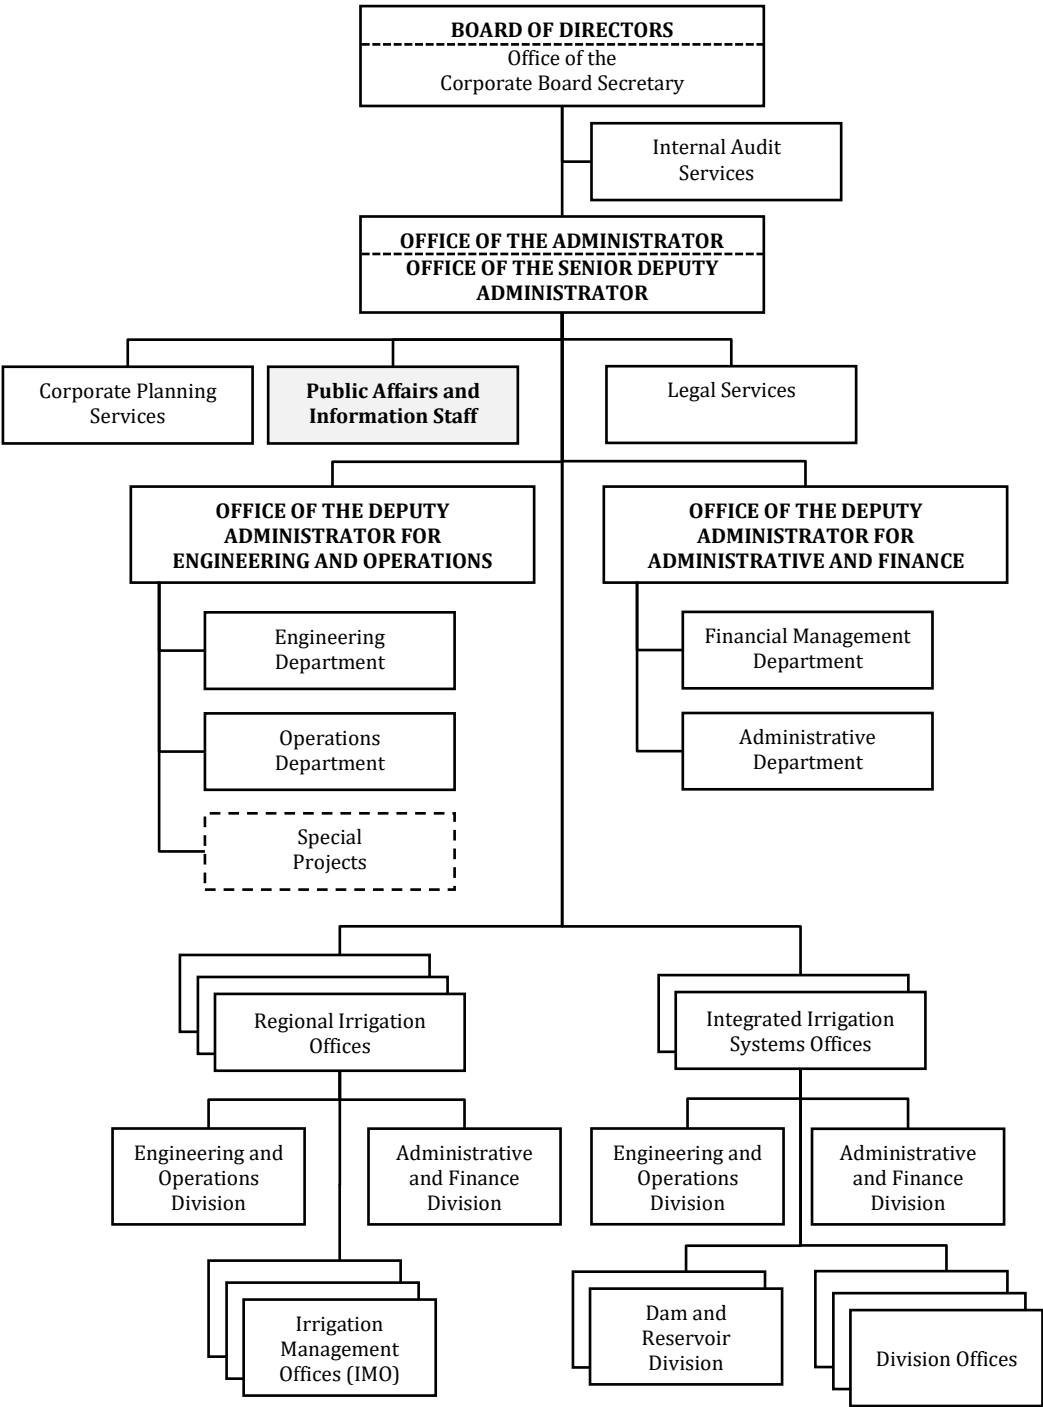 BOARD OF DIRECTORS
Office of the
Corporate Board Secretary
Internal Audit
Services
OFFICE OF THE ADMINISTRATOR
OFFICE OF THE SENIOR DEPUTY
ADMINISTRATOR
Corporate Planning
Services
Public Affairs and
Information Staff
Legal Services
OFFICE OF THE DEPUTY
ADMINISTRATOR FOR
ENGINEERING AND OPERATIONS
OFFICE OF THE DEPUTY
ADMINISTRATOR FOR
ADMINISTRATIVE AND FINANCE
Engineering
Department
Financial Management
Department
Operations
Department
Administrative
Department
Special
Projects
Regional Irrigation
Offices
Integrated Irrigation
Systems Offices
Engineering and
Operations
Division
Administrative
and Finance
Division
Engineering and
Operations
Division
Administrative
and Finance
Division
Irrigation
Management
Offices (IMO)
Dam and
Reservoir
Division
Division Offices